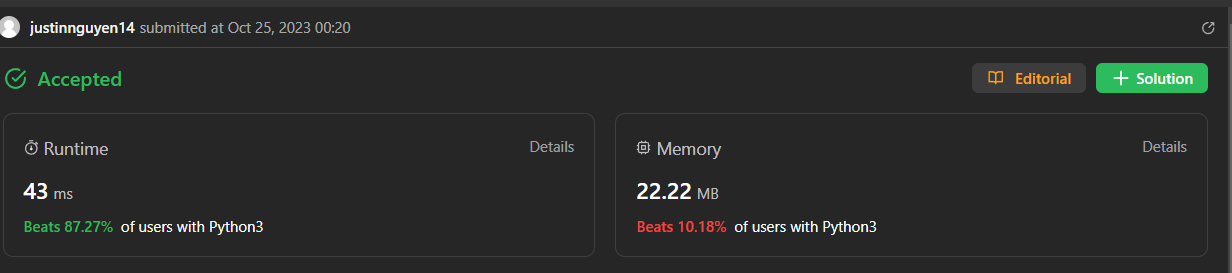 justinnguyen14 submitted at Oct 25, 2023 00:20
Accepted
Editorial
Solution
Runtime
Details
43 ms
Beats 87.27% of users with Python3
Memory
Details
22.22 MB
Beats 10.18% of users with Python3